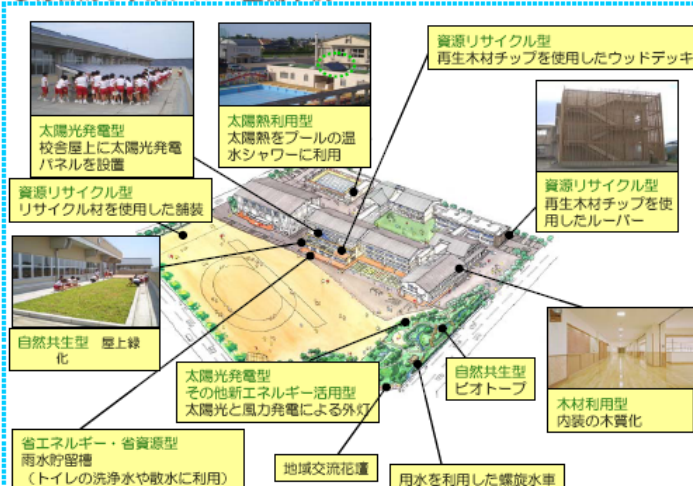 資源リサイクル型
再生木材チップを使用したウッドデッキ
太陽光発電型
校舎屋上に太陽光発電
パネルを設置
太陽熱利用型
太陽熱をプールの温
水シャワーに利用
資源リサイクル型
再生木材チップを使
用したルーバー
資源リサイクル型
リサイクル材を使用した舗装
自然共生型 屋上緑
化
太陽光発電型
その他新エネルギー活用型
太陽光と風力発電による外灯
自然共生型
ビオトープ
木材利用型
内装の木質化
省エネルギー・省資源型
雨水貯留槽
（トイレの洗浄水や散水に利用）
地域交流花壇
用水を利用した螺旋水車